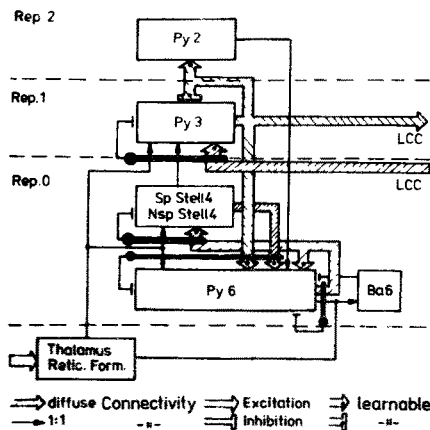 Rep. 2
Py 2
Rep. 1
Py 3
LCC
LCC
Rep. 0
Sp Stell4
Nsp Stell4
Py 6
Ba6
Thalamus
Retic. Form.
diffuse Connectivity Excitation learnable
1:1 -"- Inhibition -"-